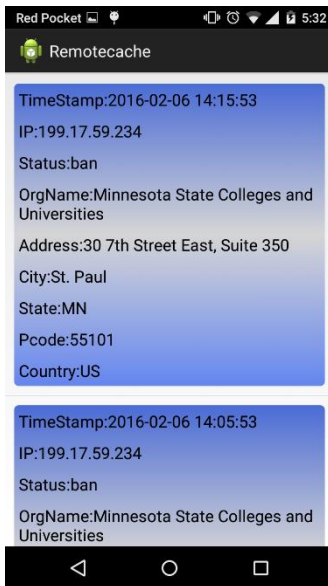 Red Pocket 5:32
Remotecache
TimeStamp:2016-02-06 14:15:53
IP:199.17.59.234
Status:ban
OrgName:Minnesota State Colleges and
Universities
Address:30 7th Street East, Suite 350
City:St. Paul
State:MN
Pcode:55101
Country:US
TimeStamp:2016-02-06 14:05:53
IP:199.17.59.234
Status:ban
OrgName:Minnesota State Colleges and
Universities